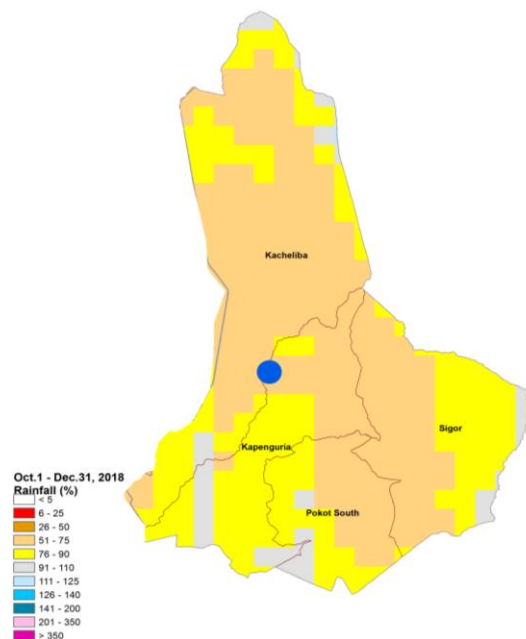 Kacheliba
Sigor
Kapenguria
Pokot South
Oct.1 - Dec.31, 2018
Rainfall (%)
< 5
6 - 25
26 - 50
51 - 75
76 - 90
91 - 110
111 - 125
126 - 140
141 - 200
201 - 350
> 350